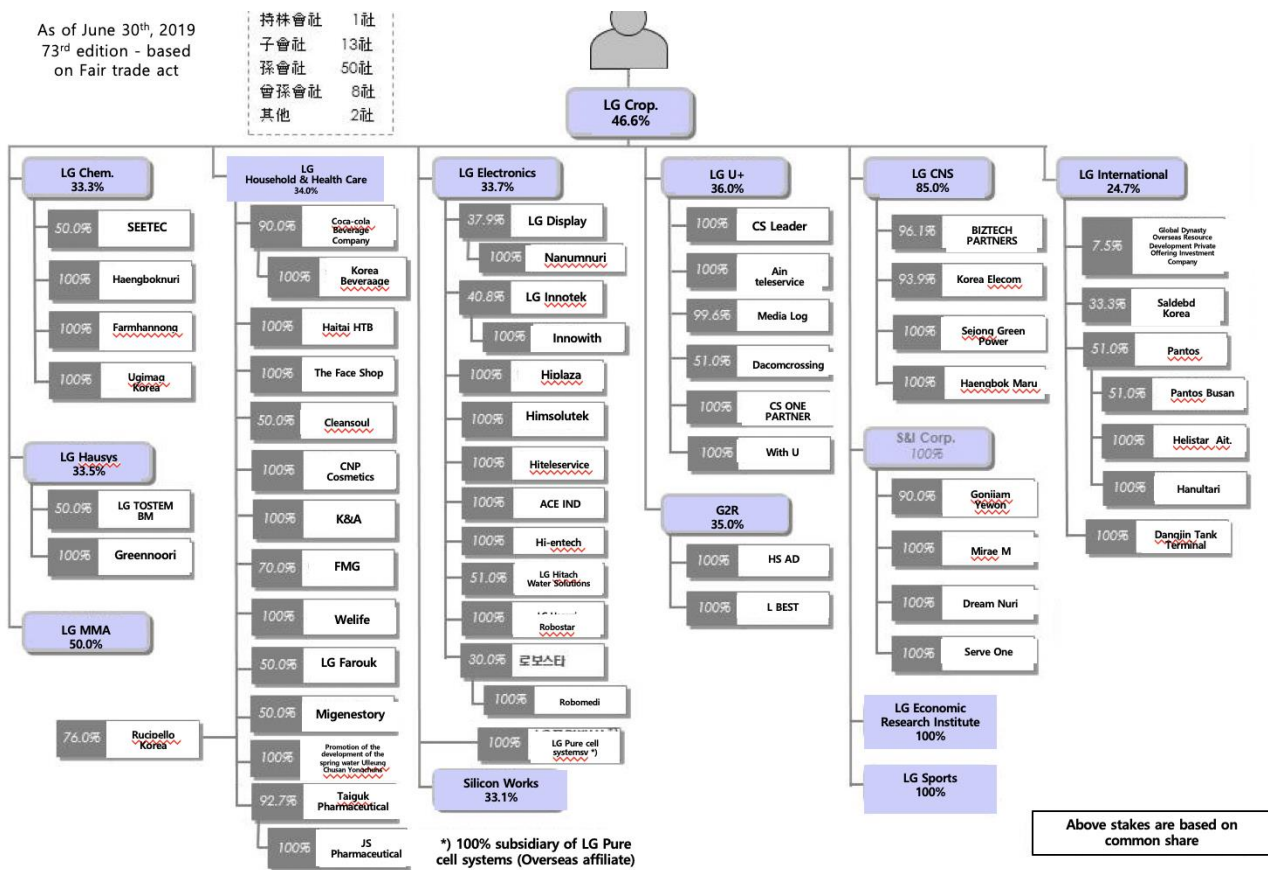 As of June 30th, 2019
73rd edition - based
on Fair trade act
持株會社 1社
子會社 13社
孫會社 50社
曾孫會社 8社
其他 2社
LG Crop.
46.6%
LG Chem.
33.3%
50.0% SEETEC
100% Haengboknuri
100% Farmhannong
100% Ugimag
Korea
LG Hausys
33.5%
50.0% LG TOSTEM
BM
100% Greennoori
LG MMA
50.0%
LG
Household & Health Care
34.0%
90.0% Coca-cola
Beverage
Company
100% Korea
Beveraage
100% Haitai HTB
100% The Face Shop
50.0% Cleansoul
100% CNP
Cosmetics
100% K&A
70.0% FMG
100% Welife
50.0% LG Farouk
50.0% Migenestory
76.0% Rucipello
Korea
100% Promotion of the
development of the
spring water Ulleung
Chusan Yongchulso
92.7% Taiguk
Pharmaceutical
100% JS
Pharmaceutical
LG Electronics
33.7%
37.9% LG Display
100% Nanumnuri
40.8% LG Innotek
100% Innowith
100% Hiplaza
100% Himsolutek
100% Hiteleservice
100% ACE IND
100% Hi-entech
51.0% LG Hitach
Water Solutions
100% Robostar
30.0% 로보스타
100% Robomedi
100% LG Pure cell
systemsv *)
Silicon Works
33.1%
*) 100% subsidiary of LG Pure
cell systems (Overseas affiliate)
LG U+
36.0%
100% CS Leader
100% Ain
teleservice
99.6% Media Log
51.0% Dacomcrossing
100% CS ONE
PARTNER
100% With U
G2R
35.0%
100% HS AD
100% L BEST
LG CNS
85.0%
96.1% BIZTECH
PARTNERS
93.9% Korea Elecom
100% Sejong Green
Power
100% Haengbok Maru
S&I Corp.
100%
90.0% Gonjiam
Yewon
100% Mirae M
100% Dream Nuri
100% Serve One
LG Economic
Research Institute
100%
LG Sports
100%
LG International
24.7%
7.5% Global Dynasty
Overseas Resource
Development Private
Offering Investment
Company
33.3% Saldebd
Korea
51.0% Pantos
51.0% Pantos Busan
100% Helistar Ait.
100% Hanultari
100% Dangjin Tank
Terminal
Above stakes are based on
common share